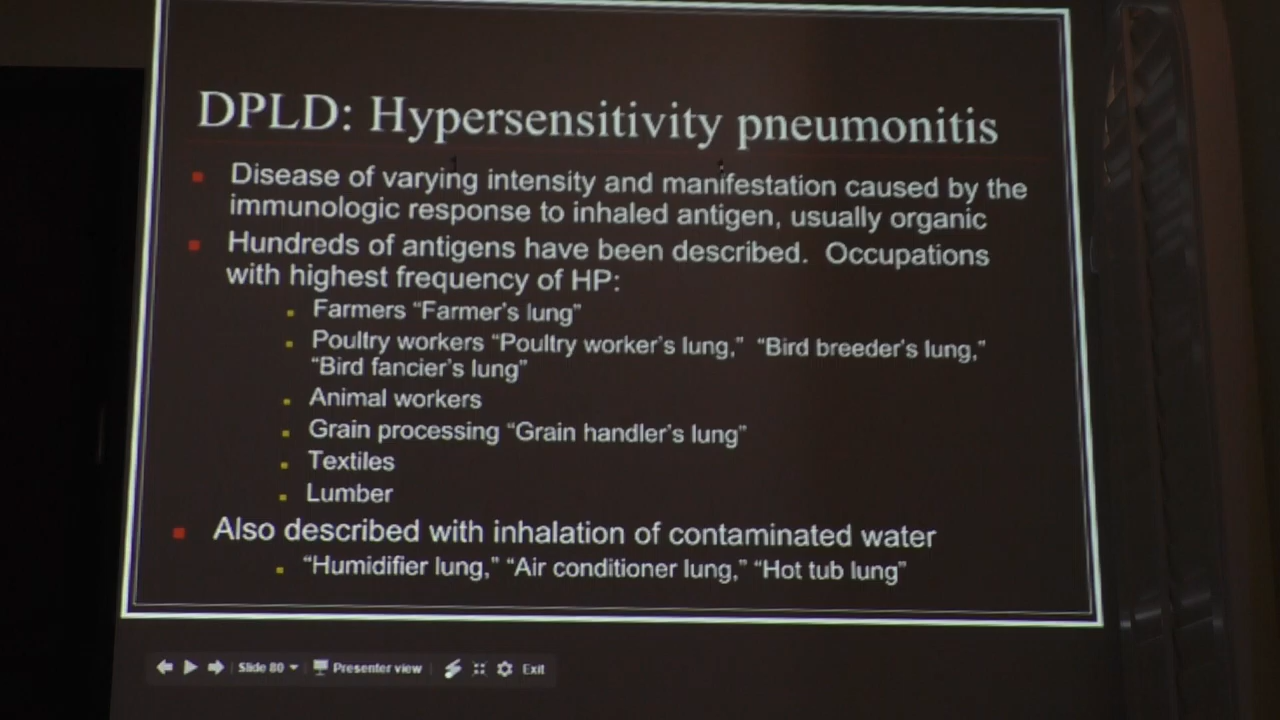 DPLD: Hypersensitivity pneumonitis
Disease of varying intensity and manifestation caused by the
immunologic response to inhaled antigen, usually organic
Hundreds of antigens have been described.  Occupations
with highest frequency of HP:
Farmers “Farmer’s lung”
Poultry workers “Poultry worker’s lung,”  “Bird breeder’s lung,”
“Bird fancier’s lung”
Animal workers
Grain processing “Grain handler’s lung”
Textiles
Lumber
Also described with inhalation of contaminated water
“Humidifier lung,” “Air conditioner lung,” “Hot tub lung”
Slide 80 Presenter view Exit